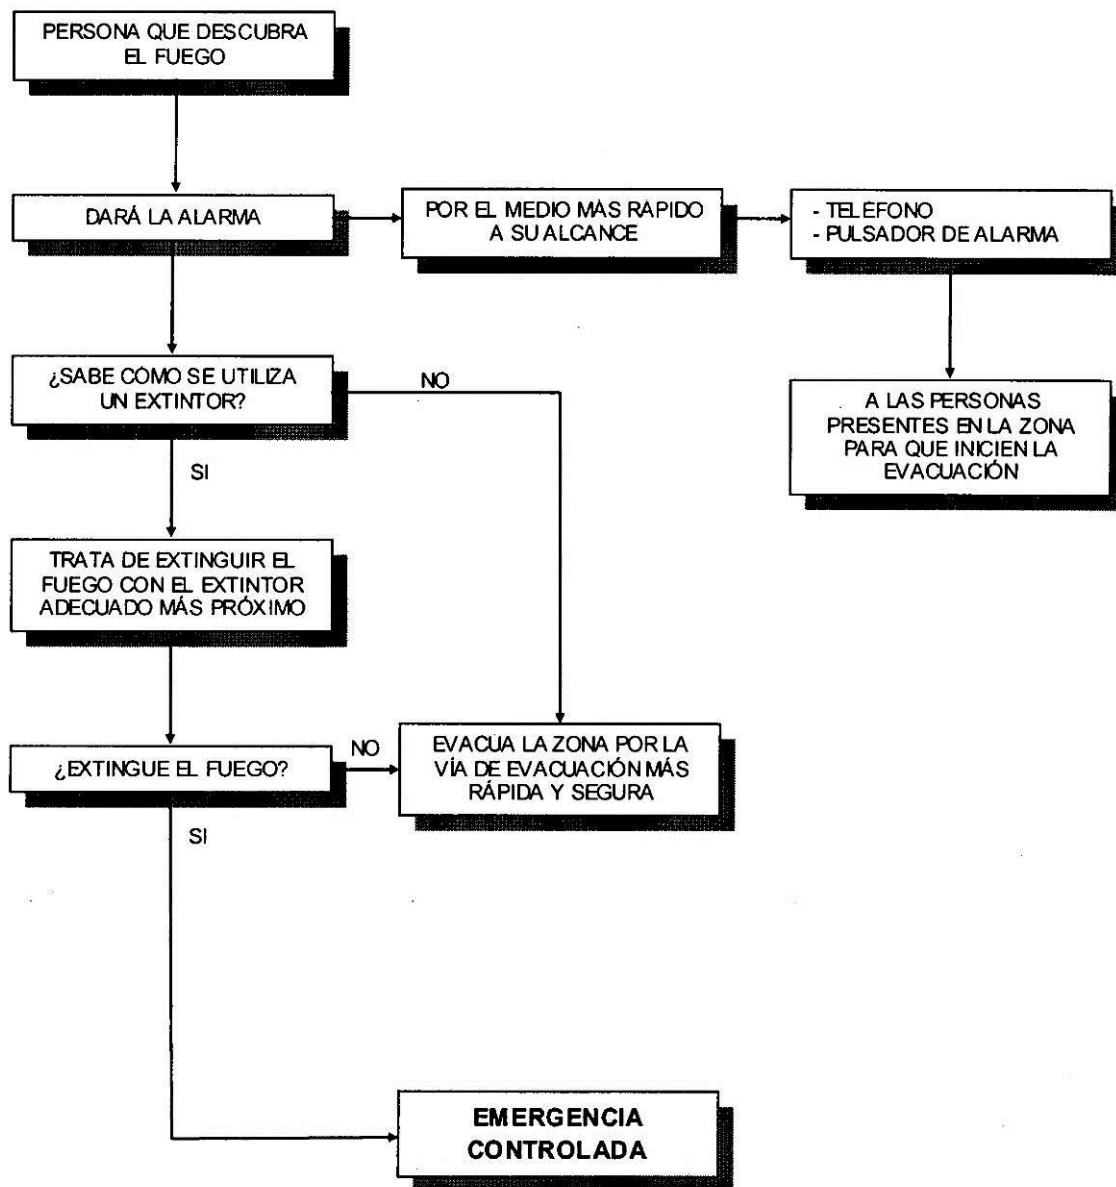 PERSONA QUE DESCUBRA
EL FUEGO
DARÁ LA ALARMA
POR EL MEDIO MÁS RÁPIDO
A SU ALCANCE
- TELÉFONO
- PULSADOR DE ALARMA
¿SABE CÓMO SE UTILIZA
UN EXTINTOR?
NO
A LAS PERSONAS
PRESENTES EN LA ZONA
PARA QUE INICIEN LA
EVACUACIÓN
SI
TRATA DE EXTINGUIR EL
FUEGO CON EL EXTINTOR
ADECUADO MÁS PRÓXIMO
¿EXTINGUE EL FUEGO?
NO
EVACUA LA ZONA POR LA
VÍA DE EVACUACIÓN MÁS
RÁPIDA Y SEGURA
SI
EMERGENCIA
CONTROLADA